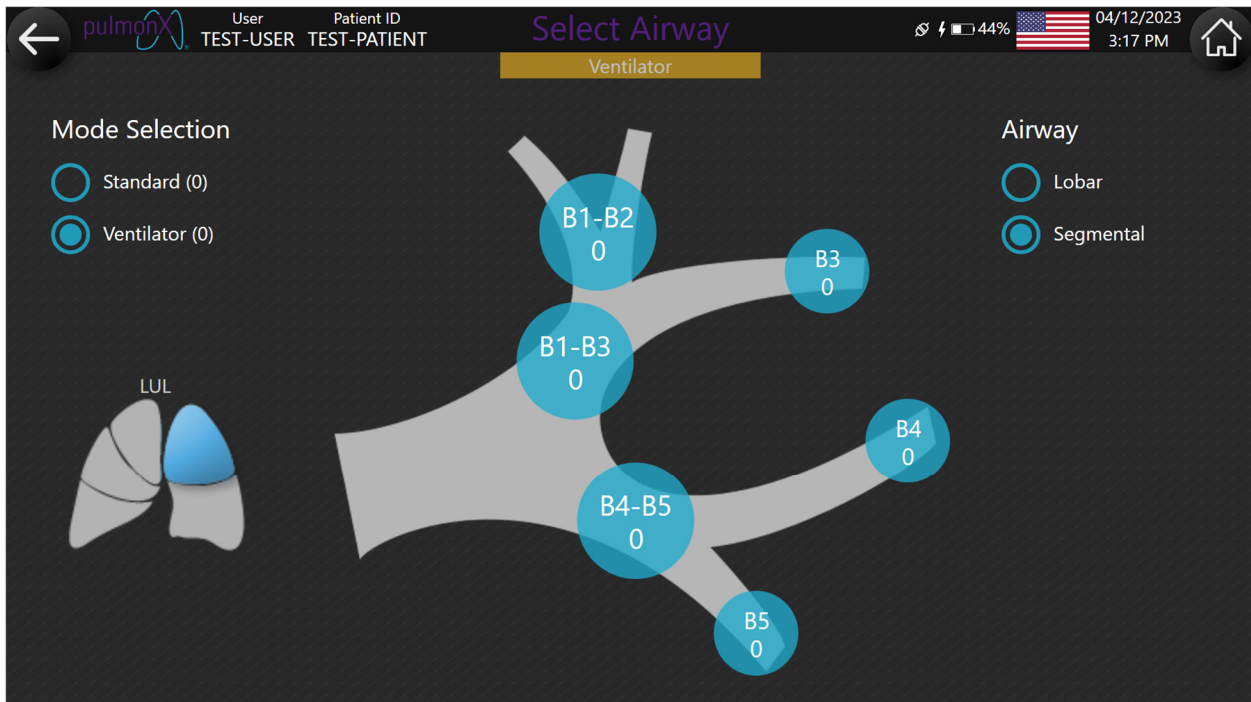 pulmonX
User
TEST-USER
Patient ID
TEST-PATIENT
Select Airway
44%
04/12/2023
3:17 PM
Ventilator
Mode Selection
Standard (0)
Ventilator (0)
LUL
B1-B2
0
B3
0
B1-B3
0
B4
0
B4-B5
0
B5
0
Airway
Lobar
Segmental